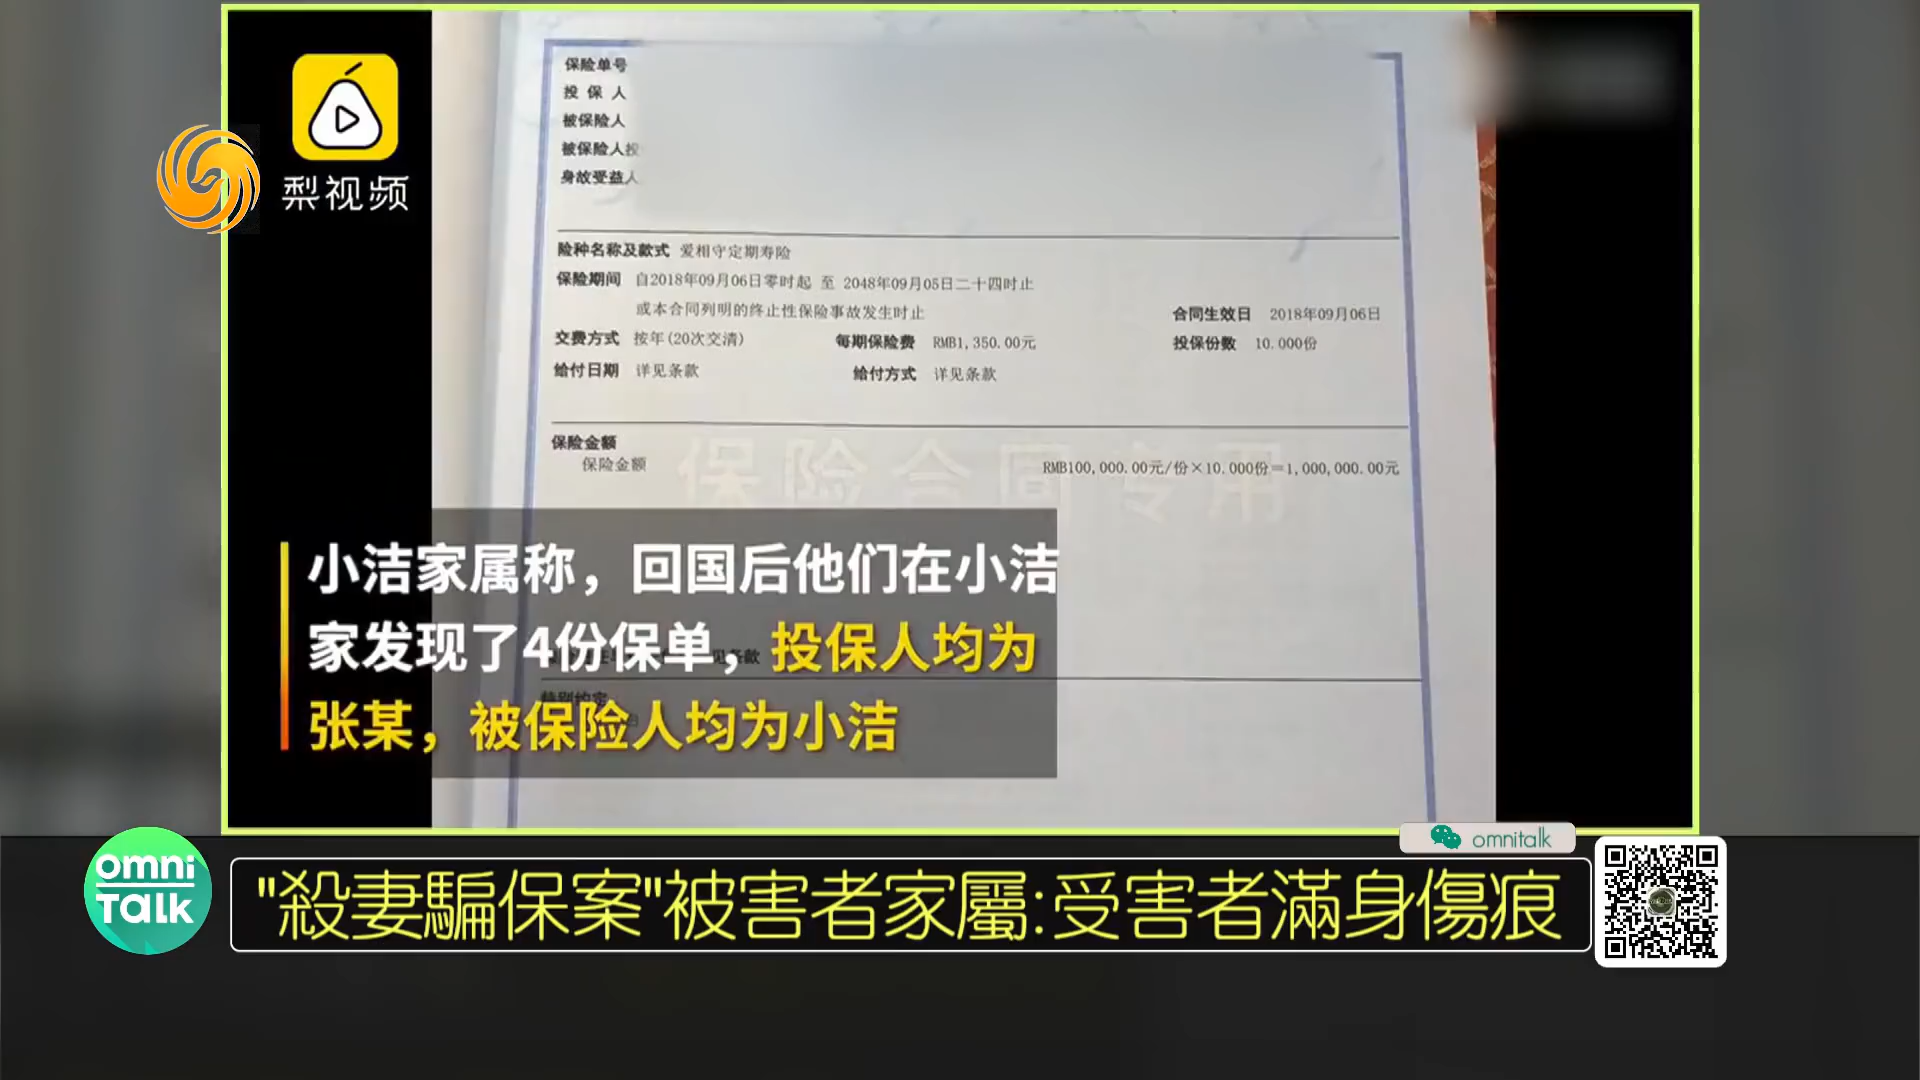 梨视频
保险单号
投 保 人
被保险人
被保险人投
身故受益人
险种名称及款式 爱相守定期寿险
保险期间 自2018年09月06日零时起 至 2048年09月05日二十四时止
或本合同列明的终止性保险事故发生时止
合同生效日 2018年09月06日
交费方式 按年(20次交清) 每期保险费 RMB1,350.00元 投保份数 10.000份
给付日期 详见条款 给付方式 详见条款
保险金额
保险金额 RMB100,000.00元/份×10.000份=1,000,000.00元
保险合同专用
小洁家属称，回国后他们在小洁
家发现了4份保单，投保人均为
张某，被保险人均为小洁
见条款
特别约定
omnitalk
omni
Talk
"殺妻騙保案"被害者家屬:受害者滿身傷痕